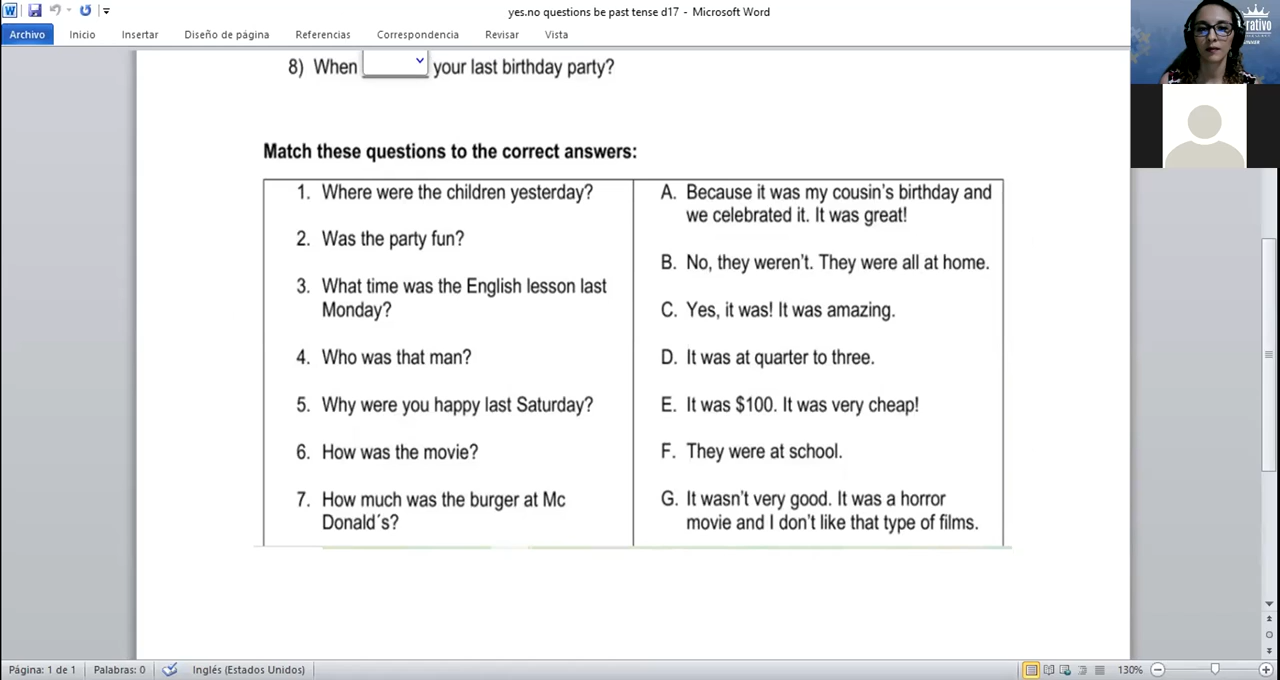 yes.no questions be past tense d17 - Microsoft Word
Archivo Inicio Insertar Diseño de página Referencias Correspondencia Revisar Vista
rativo
8) When your last birthday party?
Match these questions to the correct answers:
1. Where were the children yesterday?
2. Was the party fun?
3. What time was the English lesson last
Monday?
4. Who was that man?
5. Why were you happy last Saturday?
6. How was the movie?
7. How much was the burger at Mc
Donald´s?
A. Because it was my cousin's birthday and
we celebrated it. It was great!
B. No, they weren't. They were all at home.
C. Yes, it was! It was amazing.
D. It was at quarter to three.
E. It was $100. It was very cheap!
F. They were at school.
G. It wasn't very good. It was a horror
movie and I don't like that type of films.
Página: 1 de 1 Palabras: 0 Inglés (Estados Unidos) 130%